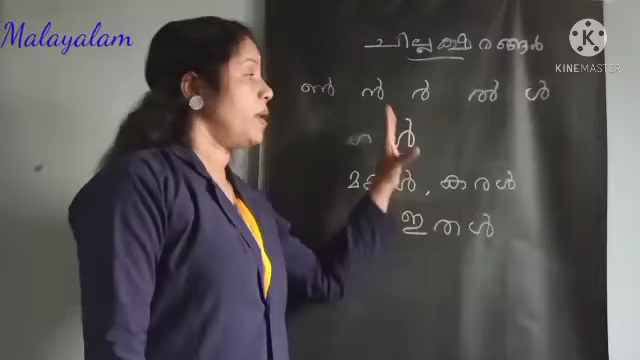 Malayalam
ചില്ലക്ഷരങ്ങൾ
K
KINEMASTER
ൺ ൻ ർ ൽ ൾ
ൾ
കരൾ
ഇതൾ